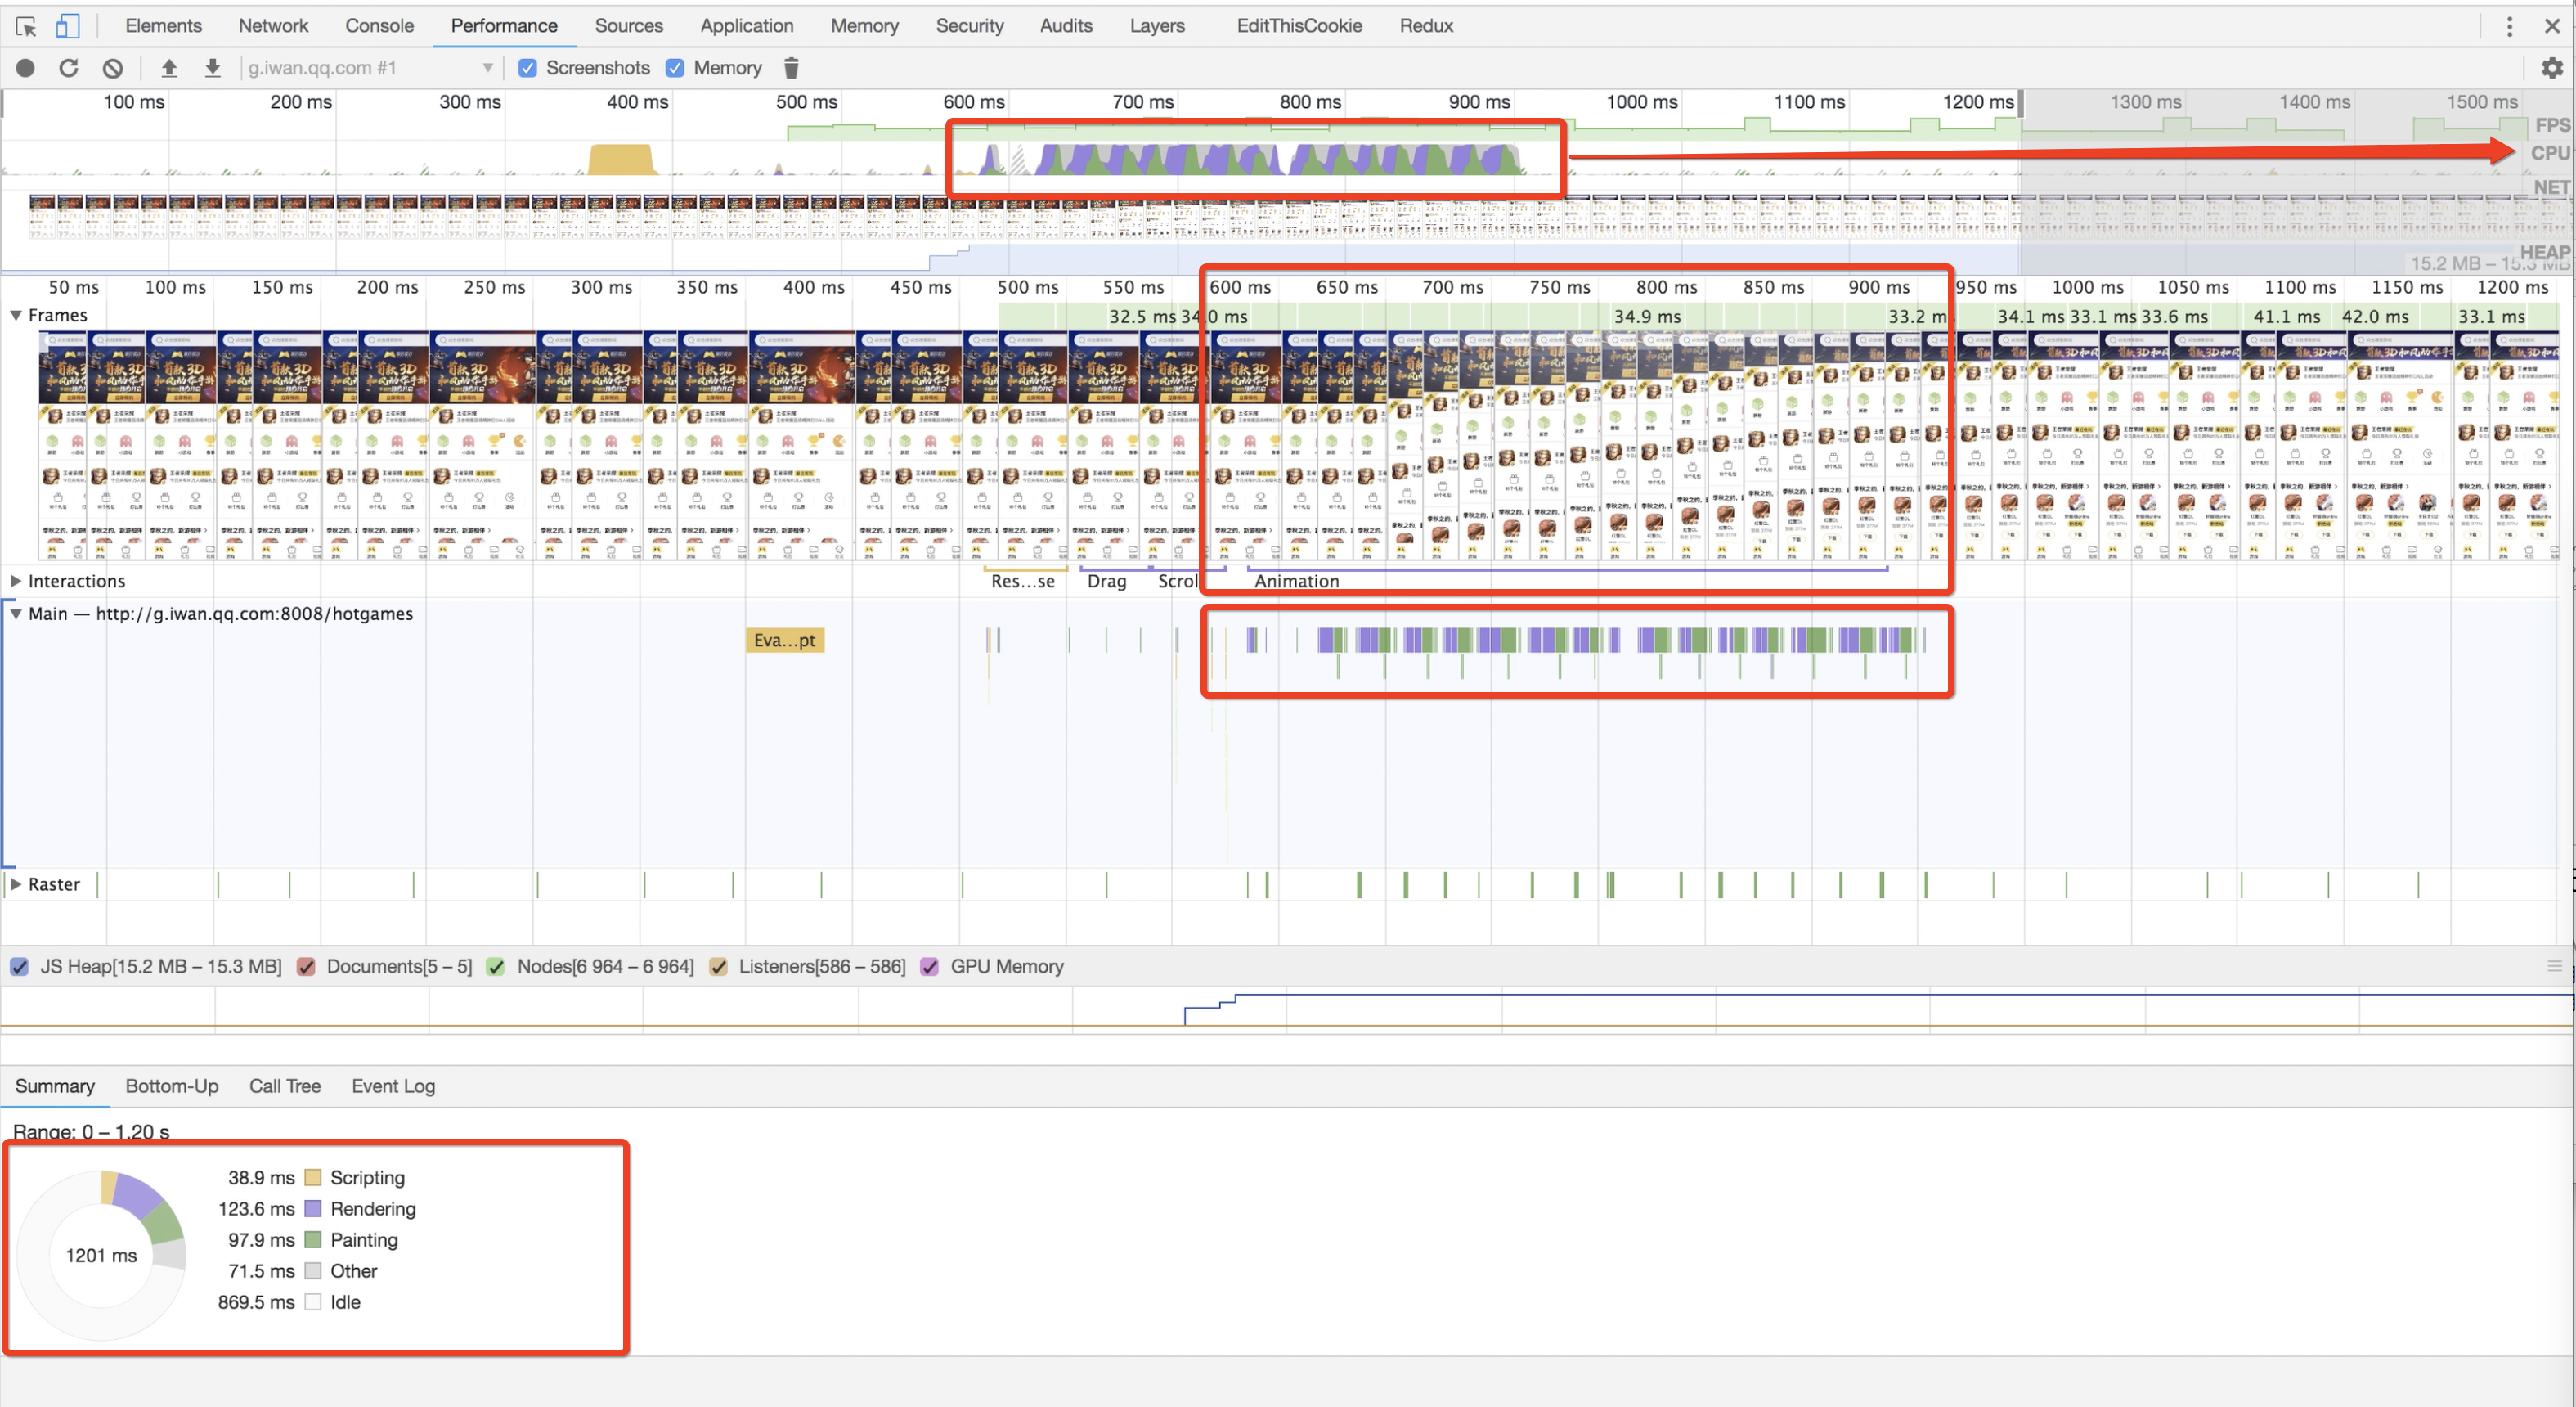 Elements Network Console Performance Sources Application Memory Security Audits Layers EditThisCookie Redux
g.iwan.qq.com #1 Screenshots Memory
100 ms 200 ms 300 ms 400 ms 500 ms 600 ms 700 ms 800 ms 900 ms 1000 ms 1100 ms 1200 ms 1300 ms 1400 ms 1500 ms
FPS
CPU
NET
HEAP
15.2 MB – 15.3 MB
50 ms 100 ms 150 ms 200 ms 250 ms 300 ms 350 ms 400 ms 450 ms 500 ms 550 ms 600 ms 650 ms 700 ms 750 ms 800 ms 850 ms 900 ms 950 ms 1000 ms 1050 ms 1100 ms 1150 ms 1200 ms
Frames 32.5 ms 34.0 ms 34.9 ms 33.2 m 34.1 ms 33.1 ms 33.6 ms 41.1 ms 42.0 ms 33.1 ms
Interactions Res...se Drag Scrol Animation
Main — http://g.iwan.qq.com:8008/hotgames
Eva...pt
Raster
JS Heap[15.2 MB – 15.3 MB] Documents[5 – 5] Nodes[6 964 – 6 964] Listeners[586 – 586] GPU Memory
Summary Bottom-Up Call Tree Event Log
Range: 0 – 1.20 s
38.9 ms Scripting
123.6 ms Rendering
97.9 ms Painting
1201 ms
71.5 ms Other
869.5 ms Idle